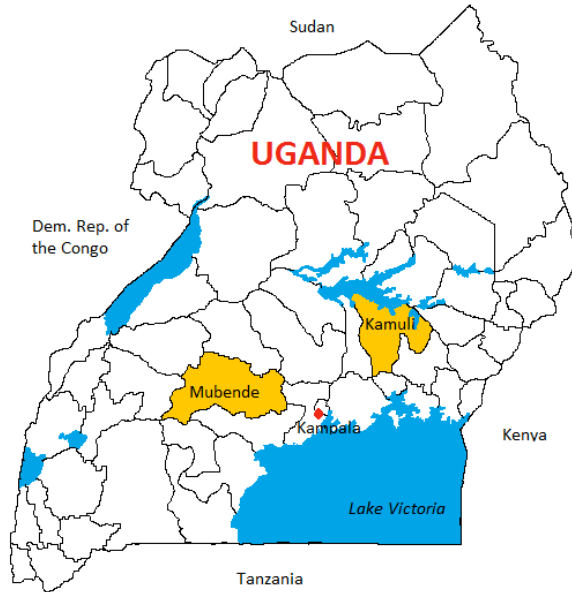 Sudan
UGANDA
Dem. Rep. of
the Congo
Kamuli
Mubende
Kampala
Kenya
Lake Victoria
Tanzania